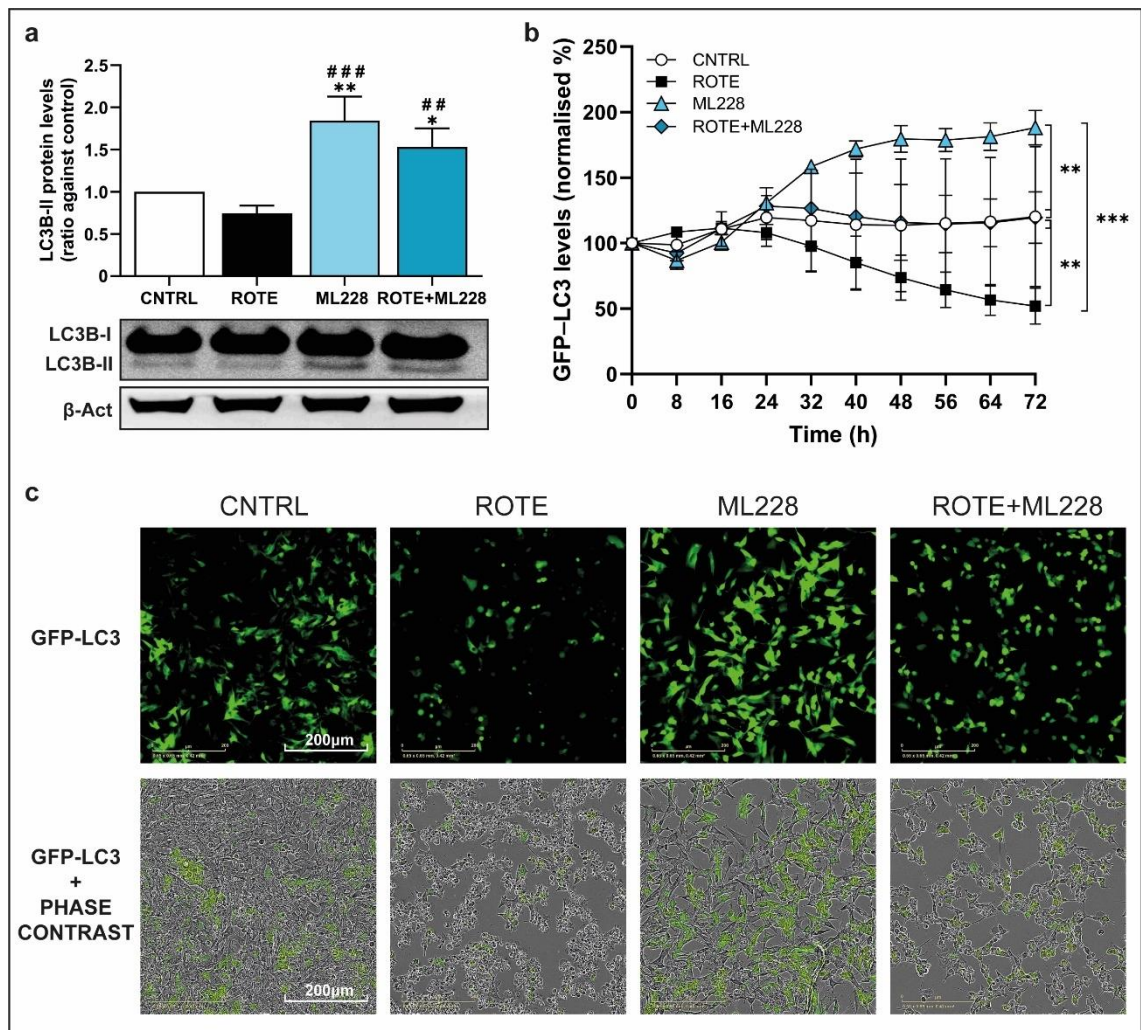 a
LC3B-II protein levels
(ratio against control)
2.5
2.0
1.5
1.0
0.5
0
###
**
##
*
CNTRL ROTE ML228 ROTE+ML228
LC3B-I
LC3B-II
β-Act
b
GFP–LC3 levels (normalised %)
250
200
150
100
50
0
CNTRL
ROTE
ML228
ROTE+ML228
**
***
**
0 8 16 24 32 40 48 56 64 72
Time (h)
c
CNTRL ROTE ML228 ROTE+ML228
GFP-LC3
200μm
GFP-LC3
+
PHASE
CONTRAST
200μm